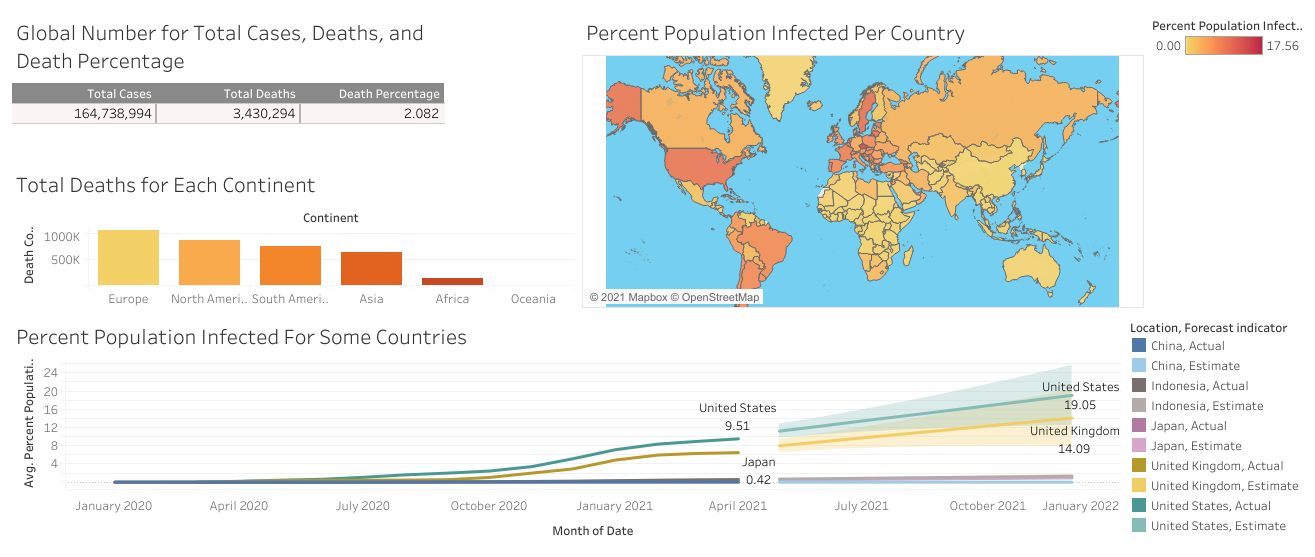 Global Number for Total Cases, Deaths, and
Death Percentage
Total Cases Total Deaths Death Percentage
164,738,994 3,430,294 2.082
Percent Population Infected Per Country
© 2021 Mapbox © OpenStreetMap
Percent Population Infect..
0.00 17.56
Total Deaths for Each Continent
Continent
Death Co..
1000K
500K
Europe North Ameri.. South Ameri.. Asia Africa Oceania
Percent Population Infected For Some Countries
Avg. Percent Populati..
24
20
16
12
8
4
United States
9.51
Japan
0.42
United States
19.05
United Kingdom
14.09
January 2020 April 2020 July 2020 October 2020 January 2021 April 2021 July 2021 October 2021 January 2022
Month of Date
Location, Forecast indicator
China, Actual
China, Estimate
Indonesia, Actual
Indonesia, Estimate
Japan, Actual
Japan, Estimate
United Kingdom, Actual
United Kingdom, Estimate
United States, Actual
United States, Estimate